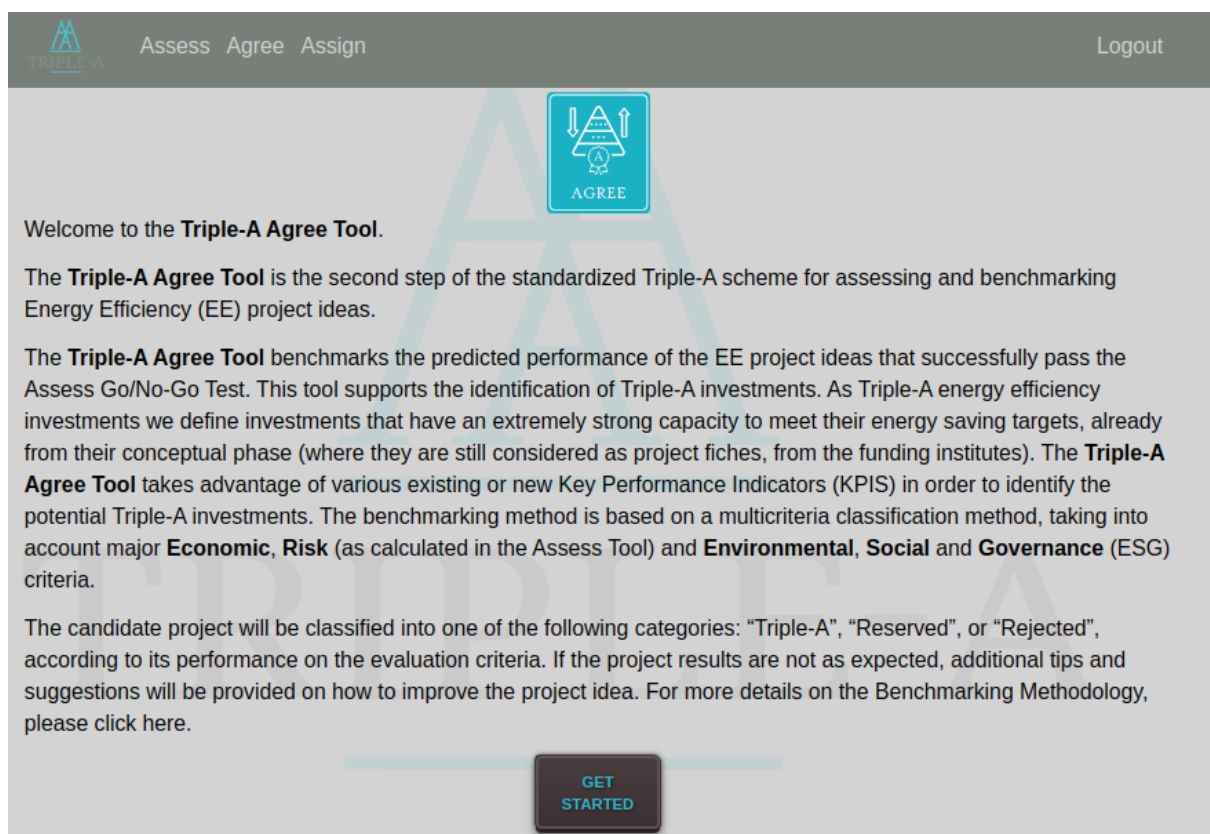 TRIPLE-A
Assess Agree Assign
Logout
A
AGREE
Welcome to the Triple-A Agree Tool.
The Triple-A Agree Tool is the second step of the standardized Triple-A scheme for assessing and benchmarking
Energy Efficiency (EE) project ideas.
The Triple-A Agree Tool benchmarks the predicted performance of the EE project ideas that successfully pass the
Assess Go/No-Go Test. This tool supports the identification of Triple-A investments. As Triple-A energy efficiency
investments we define investments that have an extremely strong capacity to meet their energy saving targets, already
from their conceptual phase (where they are still considered as project fiches, from the funding institutes). The Triple-A
Agree Tool takes advantage of various existing or new Key Performance Indicators (KPIS) in order to identify the
potential Triple-A investments. The benchmarking method is based on a multicriteria classification method, taking into
account major Economic, Risk (as calculated in the Assess Tool) and Environmental, Social and Governance (ESG)
criteria.
TRIPLE-A
The candidate project will be classified into one of the following categories: “Triple-A”, “Reserved”, or “Rejected”,
according to its performance on the evaluation criteria. If the project results are not as expected, additional tips and
suggestions will be provided on how to improve the project idea. For more details on the Benchmarking Methodology,
please click here.
GET
STARTED